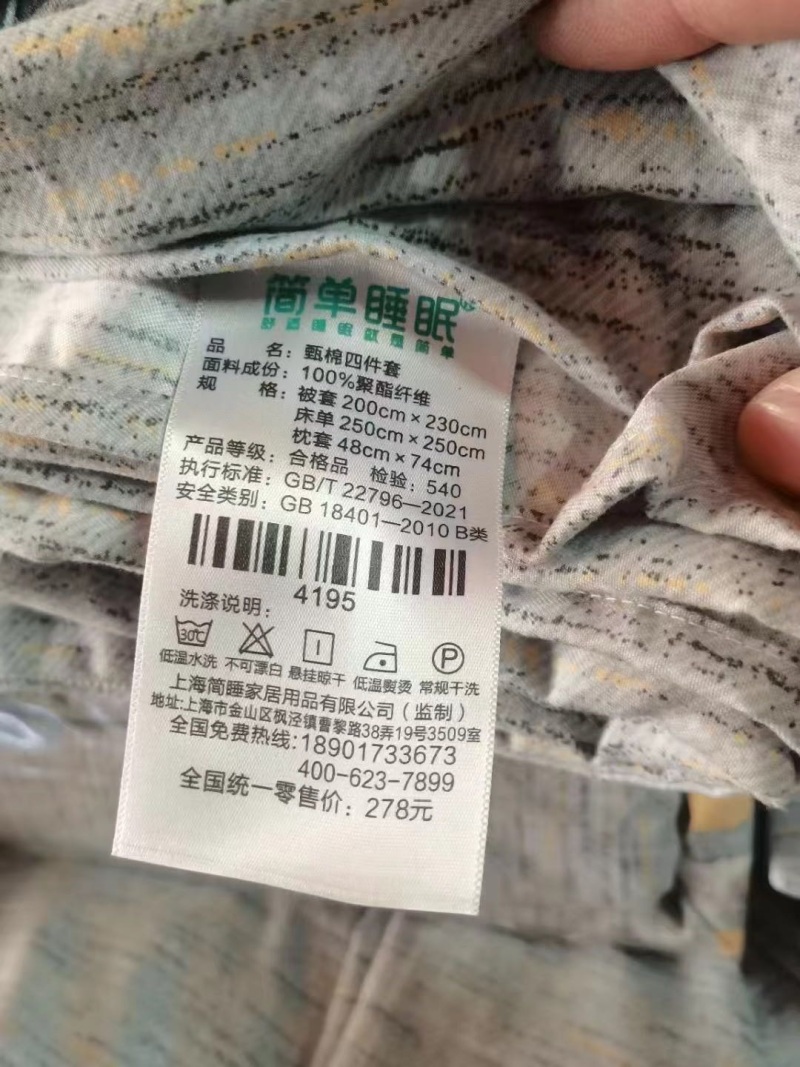 简单睡眠
舒适睡眠就是简单
品 名：甄棉四件套
面料成份：100%聚酯纤维
规 格：被套 200cm × 230cm
床单 250cm × 250cm
枕套 48cm × 74cm
产品等级：合格品 检验：540
执行标准：GB/T 22796—2021
安全类别：GB 18401—2010 B类
4195
洗涤说明：
30℃ P
低温水洗 不可漂白 悬挂晾干 低温熨烫 常规干洗
上海简睡家居用品有限公司（监制）
地址:上海市金山区枫泾镇曹黎路38弄19号3509室
全国免费热线:18901733673
400-623-7899
全国统一零售价：278元